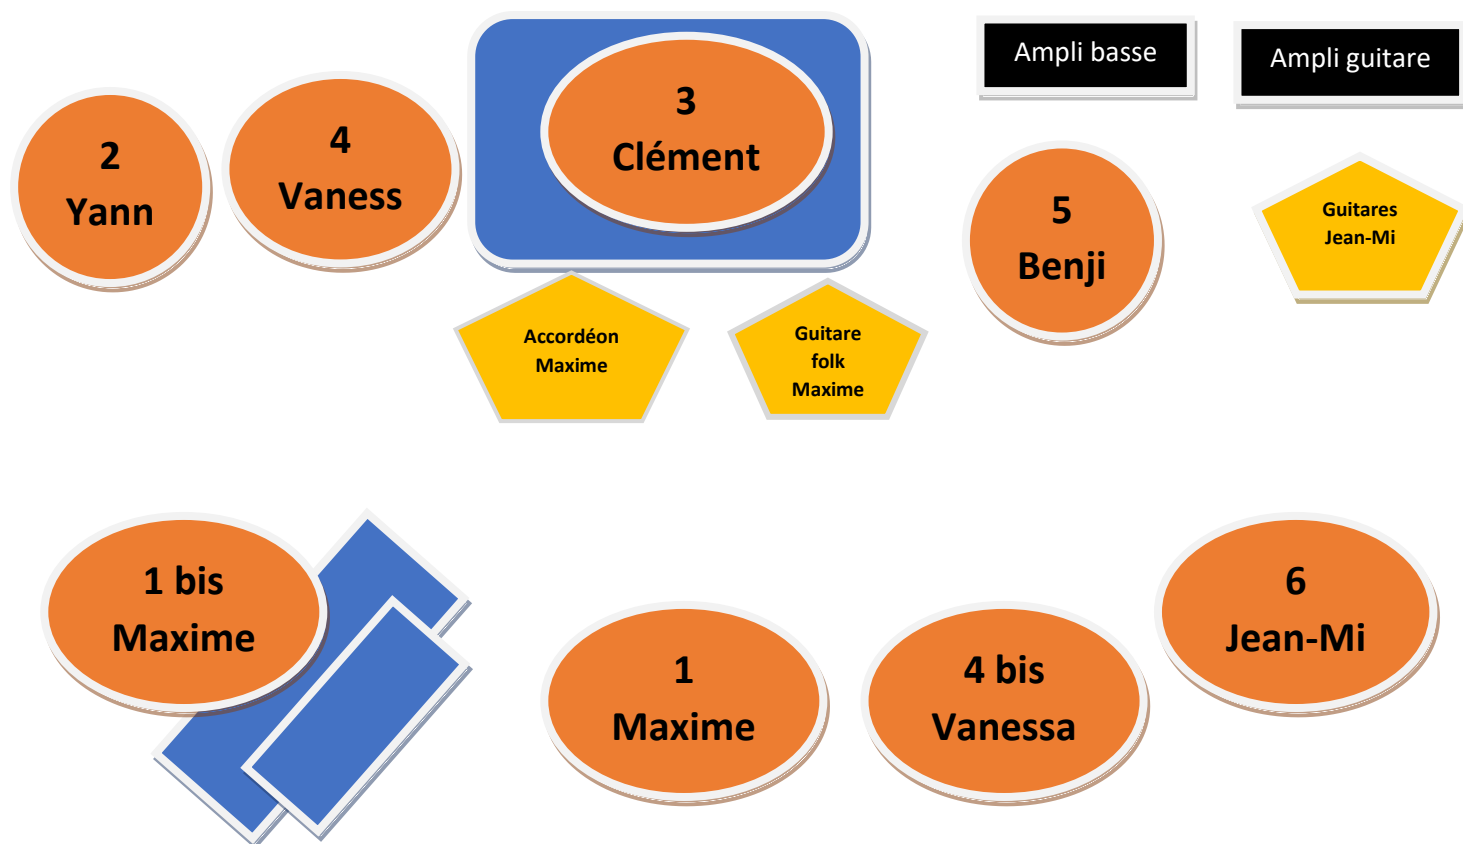 Ampli basse
Ampli guitare
2
Yann
4
Vaness
3
Clément
5
Benji
Guitares
Jean-Mi
Accordéon
Maxime
Guitare
folk
Maxime
1 bis
Maxime
1
Maxime
4 bis
Vanessa
6
Jean-Mi